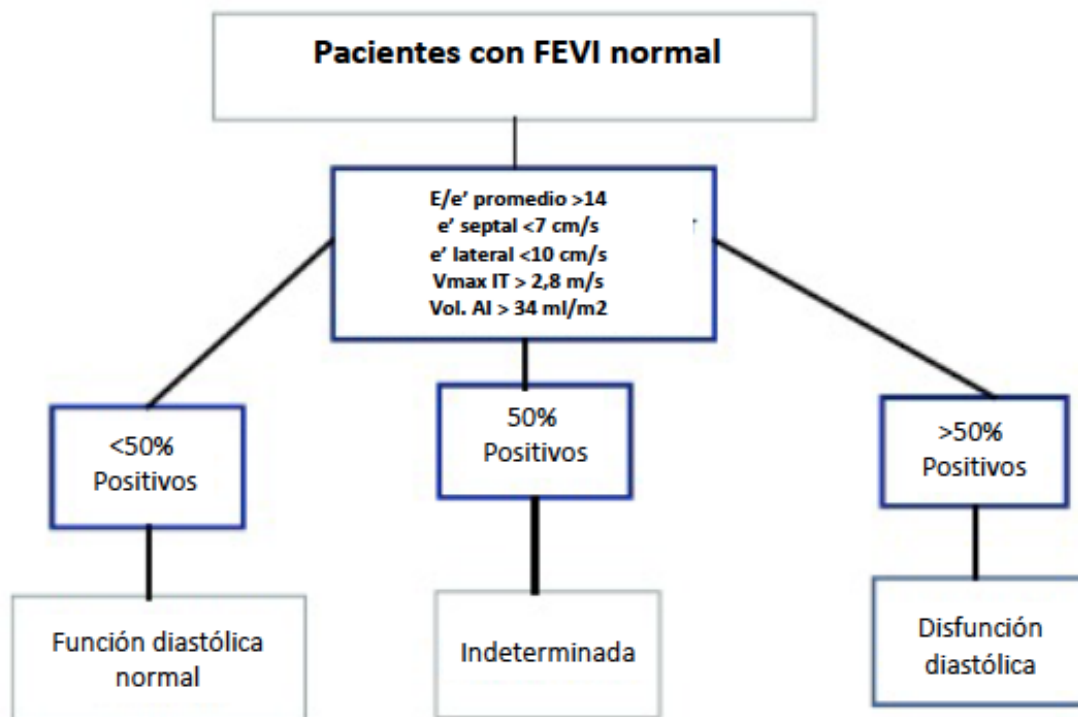 Pacientes con FEVI normal
E/e' promedio >14
e' septal <7 cm/s
e' lateral <10 cm/s
Vmax IT > 2,8 m/s
Vol. AI > 34 ml/m2
<50%
Positivos
50%
Positivos
>50%
Positivos
Función diastólica
normal
Indeterminada
Disfunción
diastólica